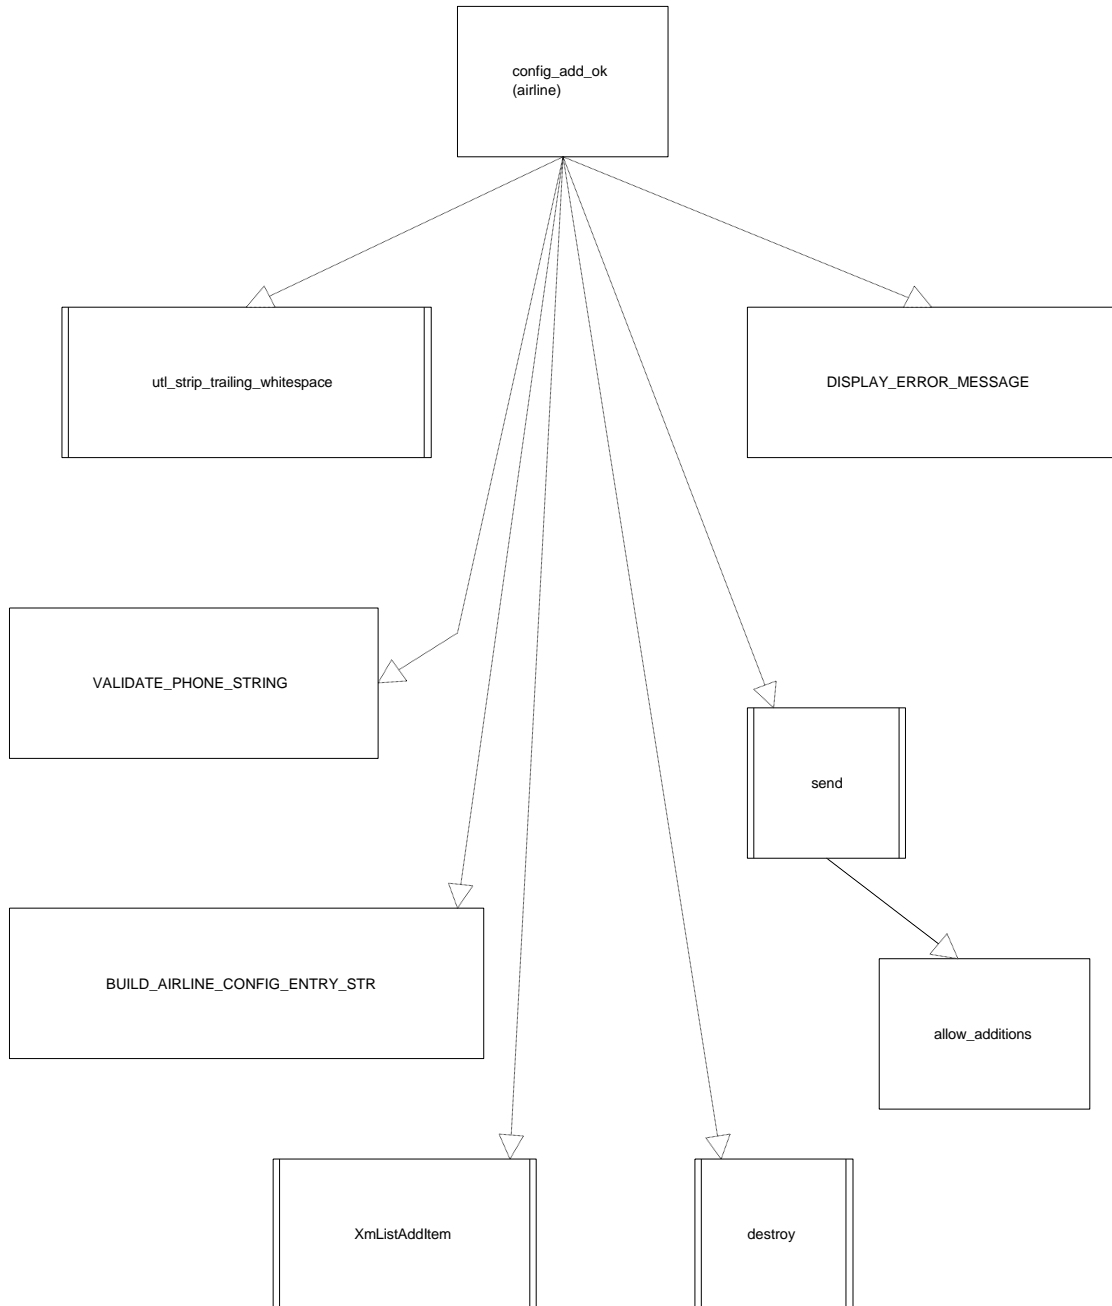 config_add_ok
(airline)
utl_strip_trailing_whitespace
DISPLAY_ERROR_MESSAGE
VALIDATE_PHONE_STRING
send
BUILD_AIRLINE_CONFIG_ENTRY_STR
allow_additions
XmListAddItem
destroy